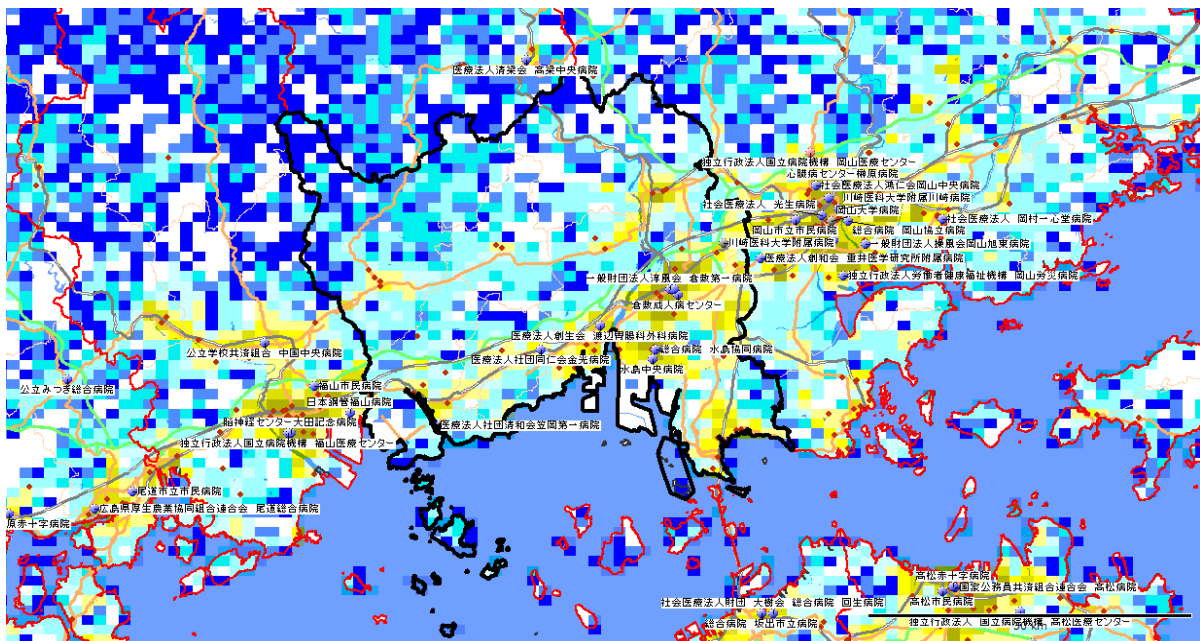 医療法人清梁会 高梁中央病院
独立行政法人国立病院機構 岡山医療センター
心臓病センター榊原病院
社会医療法人鴻仁会岡山中央病院
川崎医科大学附属川崎病院
社会医療法人 光生病院
岡山大学病院
社会医療法人 岡村一心堂病院
岡山市立市民病院
総合病院 岡山協立病院
川崎医科大学附属病院
一般財団法人操風会岡山旭東病院
医療法人創和会 重井医学研究所附属病院
一般財団法人淳風会 倉敷第一病院
独立行政法人労働者健康福祉機構 岡山労災病院
倉敷成人病センター
医療法人創生会 渡辺胃腸科外科病院
公立学校共済組合 中国中央病院
医療法人社団同仁会金光病院
総合病院 水島協同病院
水島中央病院
公立みつぎ総合病院
福山市民病院
日本鋼管福山病院
脳神経センター大田記念病院
医療法人社団清和会笠岡第一病院
独立行政法人国立病院機構 福山医療センター
尾道市立市民病院
広島県厚生農業協同組合連合会 尾道総合病院
原赤十字病院
高松赤十字病院
国家公務員共済組合連合会 高松病院
社会医療法人財団 大樹会 総合病院 回生病院
高松市民病院
総合病院 坂出市立病院
独立行政法人 国立病院機構 高松医療センター